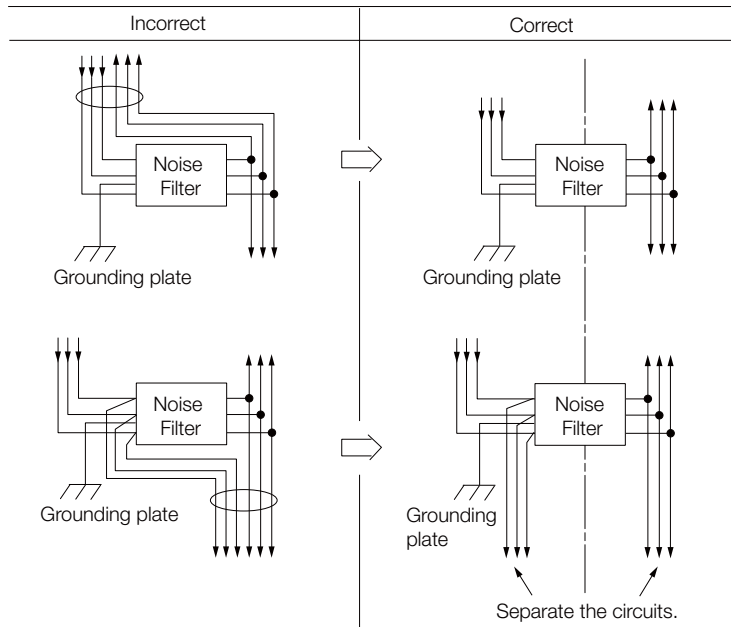 Incorrect
Correct
Noise
Filter
Grounding plate
Noise
Filter
Grounding plate
Noise
Filter
Grounding plate
Noise
Filter
Grounding
plate
Separate the circuits.